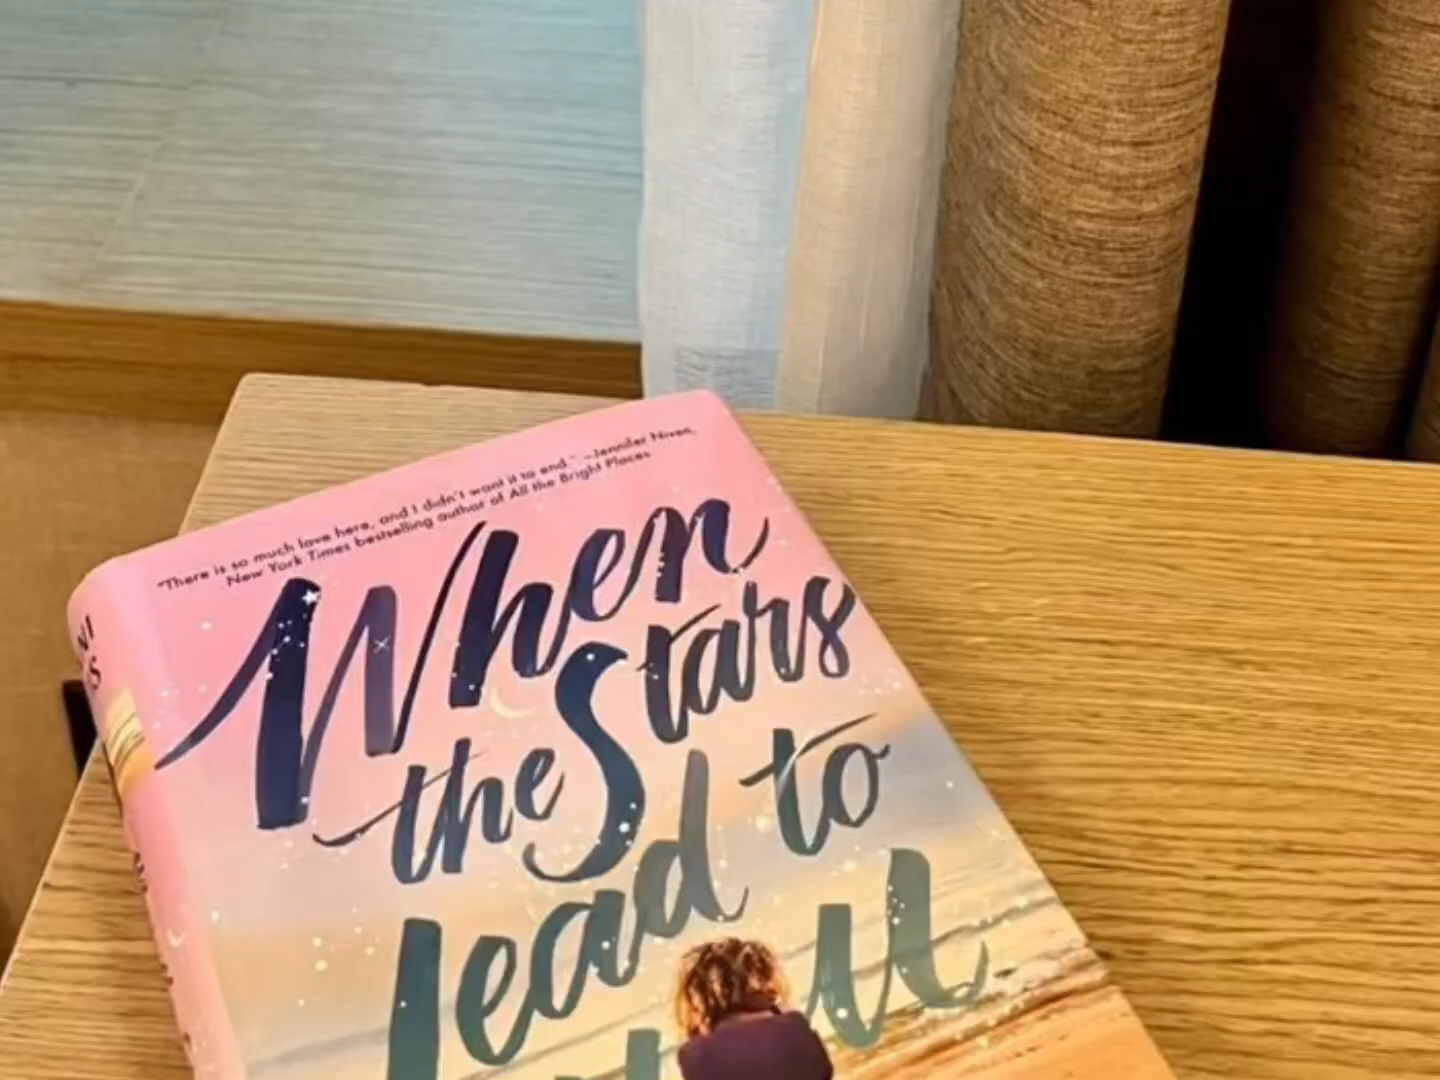 "There is so much love here, and I didn't want it to end." —Jennifer Niven,
New York Times bestselling author of All the Bright Places
When
the Stars
lead to